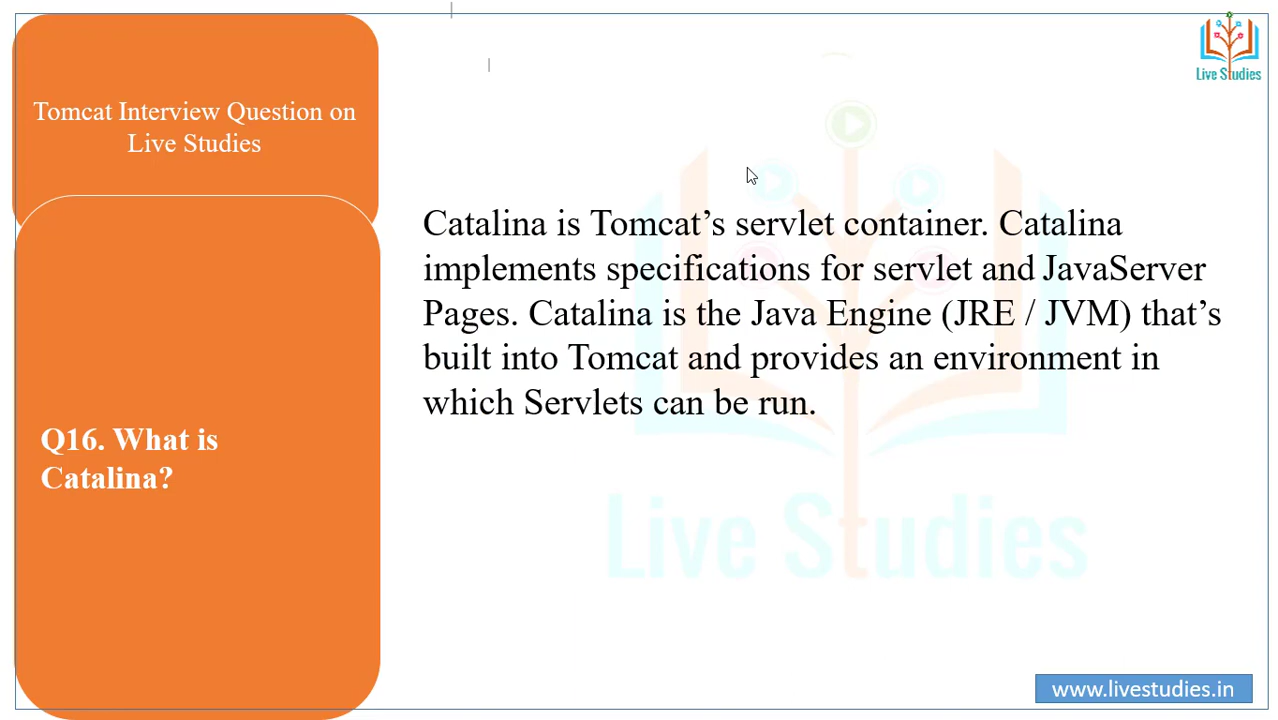 Tomcat Interview Question on
Live Studies
Q16. What is
Catalina?
Live Studies
Catalina is Tomcat’s servlet container. Catalina
implements specifications for servlet and JavaServer
Pages. Catalina is the Java Engine (JRE / JVM) that’s
built into Tomcat and provides an environment in
which Servlets can be run.
Live Studies
www.livestudies.in